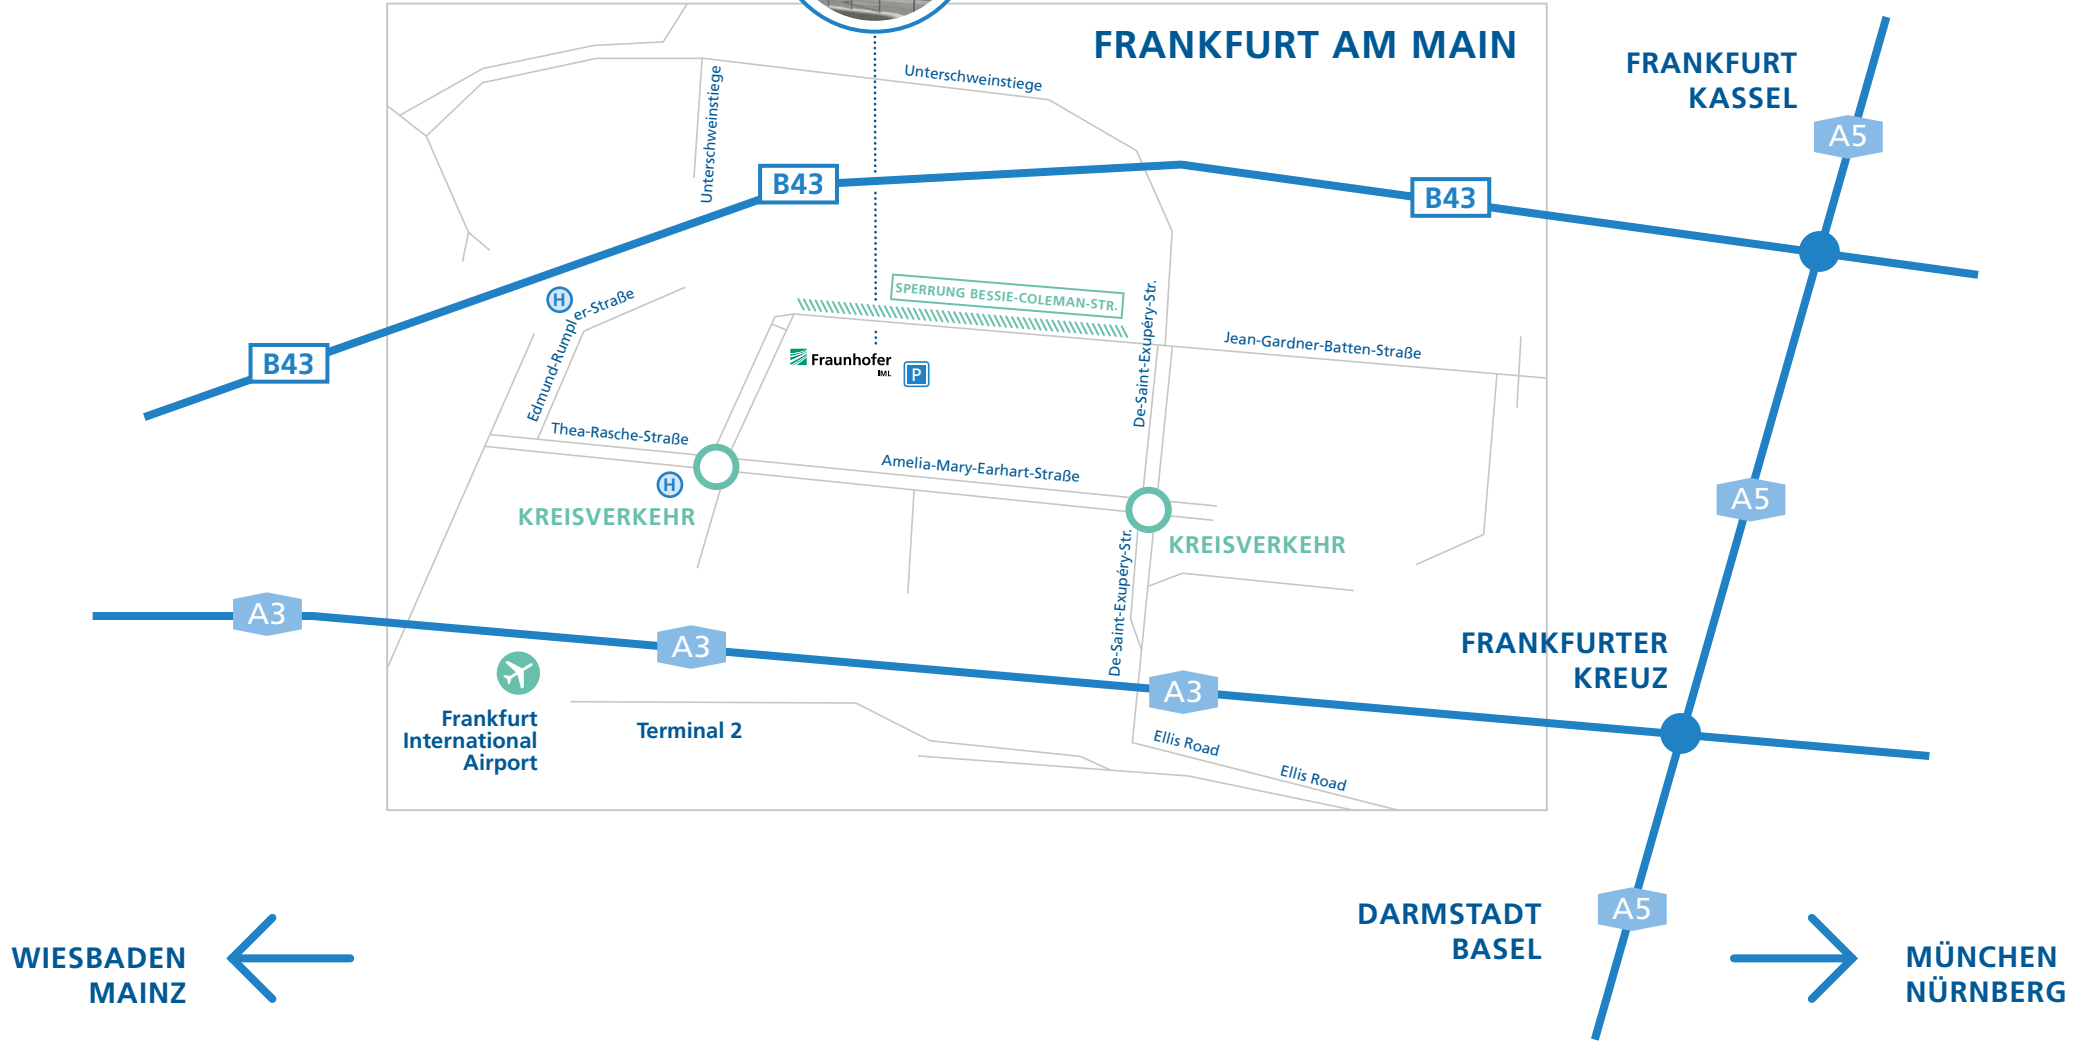 FRANKFURT AM MAIN
FRANKFURT
KASSEL
Unterschweinstiege
Unterschweinstiege
A5
B43
B43
SPERRUNG BESSIE-COLEMAN-STR.
H
Edmund-Rumpler-Straße
De-Saint-Exupéry-Str.
Jean-Gardner-Batten-Straße
B43
Fraunhofer
IML
P
Thea-Rasche-Straße
Amelia-Mary-Earhart-Straße
H
A5
KREISVERKEHR
KREISVERKEHR
De-Saint-Exupéry-Str.
A3
A3
A3
FRANKFURTER
KREUZ
Frankfurt
International
Airport
Terminal 2
Ellis Road
Ellis Road
DARMSTADT
BASEL
A5
WIESBADEN
MAINZ
MÜNCHEN
NÜRNBERG